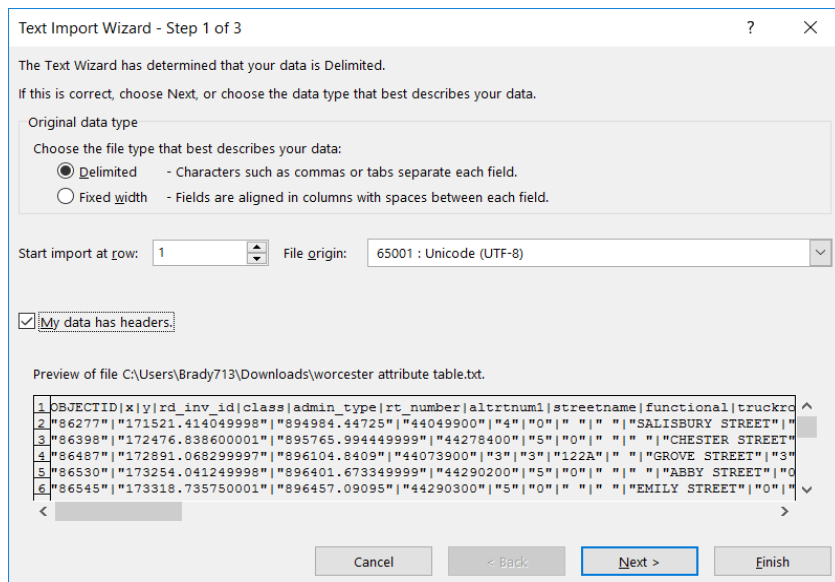 Text Import Wizard - Step 1 of 3
?
The Text Wizard has determined that your data is Delimited.
If this is correct, choose Next, or choose the data type that best describes your data.
Original data type
Choose the file type that best describes your data:
Delimited - Characters such as commas or tabs separate each field.
Fixed width - Fields are aligned in columns with spaces between each field.
Start import at row: 1 File origin: 65001 : Unicode (UTF-8)
My data has headers.
Preview of file C:\Users\Brady713\Downloads\worcester attribute table.txt.
1 OBJECTID|x|y|rd_inv_id|class|admin_type|rt_number|altrtnum1|streetname|functional|truckro
2 "86277"|"171521.414049998"|"894984.44725"|"44049900"|"4"|"0"|" "|" "|"SALISBURY STREET"|"
3 "86398"|"172476.838600001"|"895765.994449999"|"44278400"|"5"|"0"|" "|" "|"CHESTER STREET"
4 "86487"|"172891.068299997"|"896104.8409"|"44073900"|"3"|"3"|"122A"|" "|"GROVE STREET"|"3"
5 "86530"|"173254.041249998"|"896401.673349999"|"44290200"|"5"|"0"|" "|" "|"ABBY STREET"|"0
6 "86545"|"173318.735750001"|"896457.09095"|"44290300"|"5"|"0"|" "|" "|"EMILY STREET"|"0"|"
Cancel < Back Next > Finish